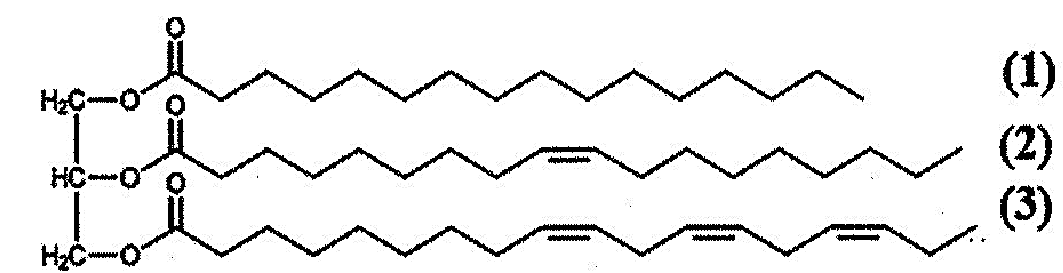 O
H₂C—O (1)
O
HC—O (2)
O
H₂C—O (3)